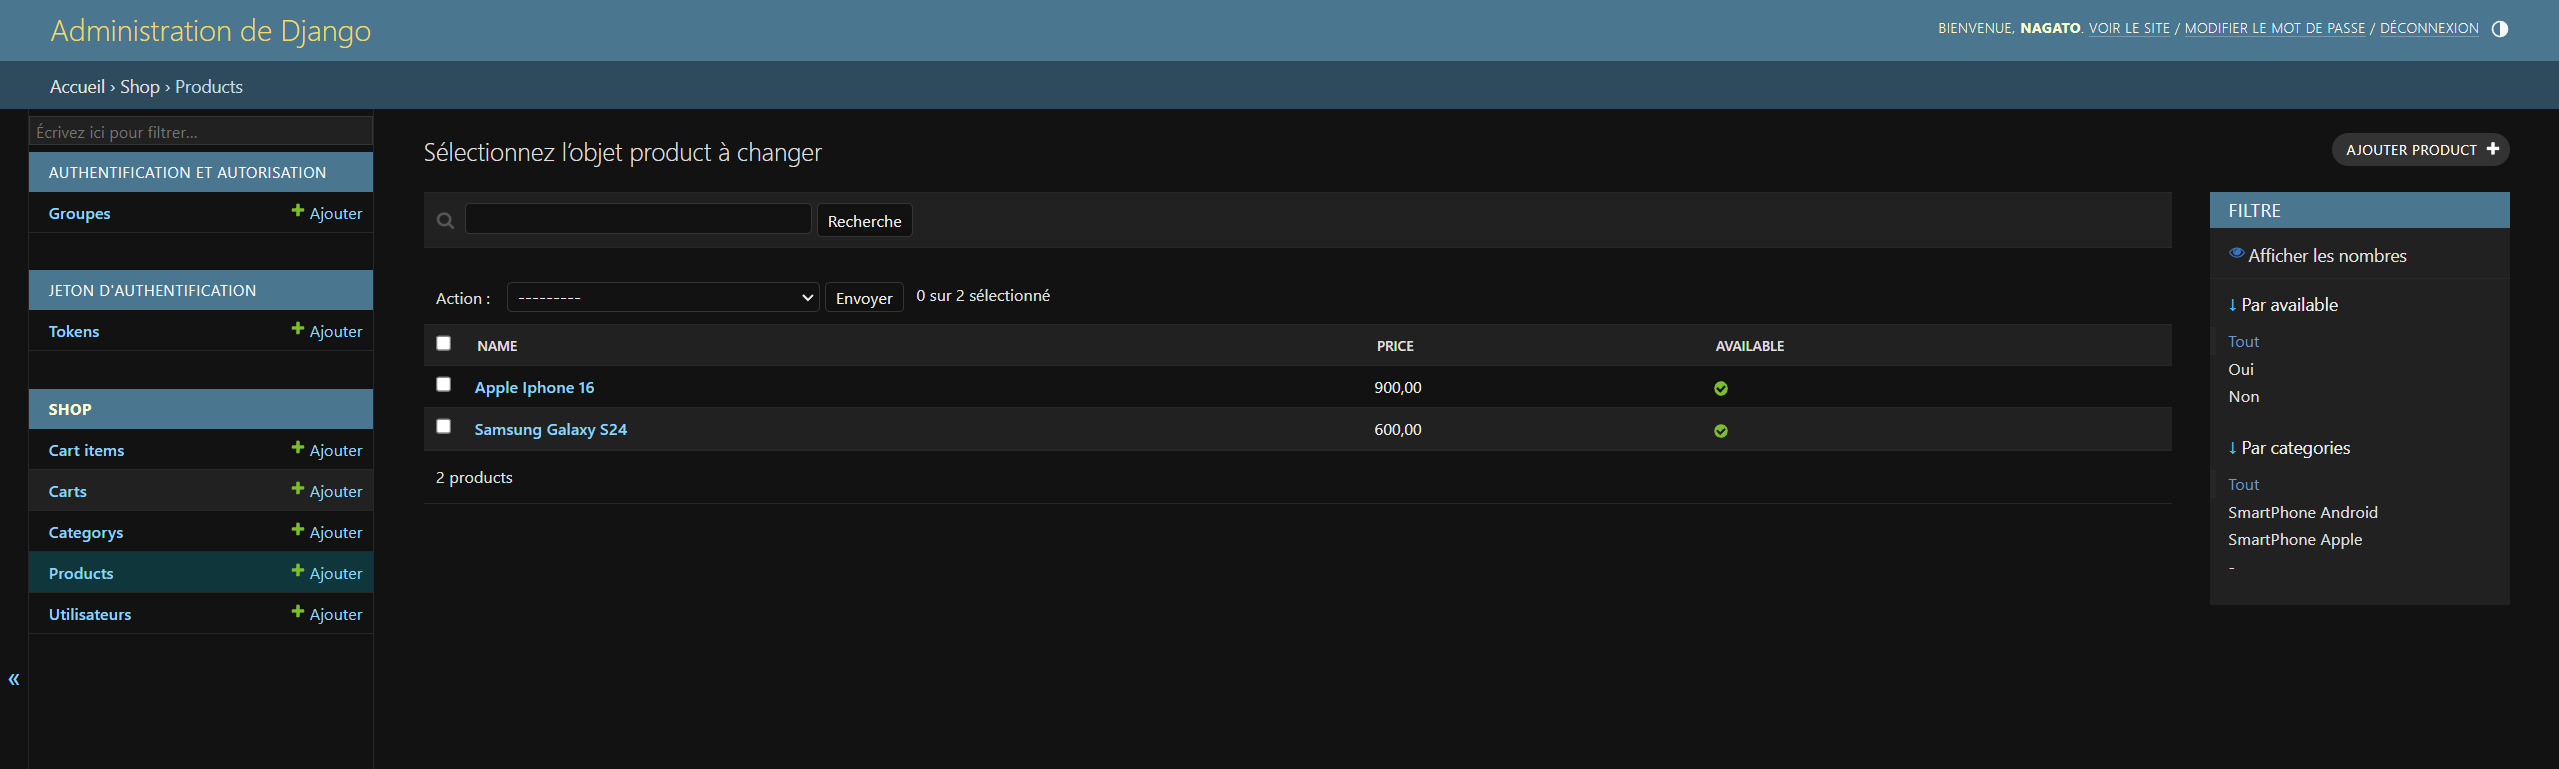 Administration de Django
BIENVENUE, NAGATO. VOIR LE SITE / MODIFIER LE MOT DE PASSE / DÉCONNEXION
Accueil › Shop › Products
Écrivez ici pour filtrer…
AUTHENTIFICATION ET AUTORISATION
Groupes Ajouter
JETON D'AUTHENTIFICATION
Tokens Ajouter
SHOP
Cart items Ajouter
Carts Ajouter
Categorys Ajouter
Products Ajouter
Utilisateurs Ajouter
«
Sélectionnez l’objet product à changer
AJOUTER PRODUCT
Recherche
Action : --------- Envoyer 0 sur 2 sélectionné
NAME PRICE AVAILABLE
Apple Iphone 16 900,00
Samsung Galaxy S24 600,00
2 products
FILTRE
Afficher les nombres
↓ Par available
Tout
Oui
Non
↓ Par categories
Tout
SmartPhone Android
SmartPhone Apple
-